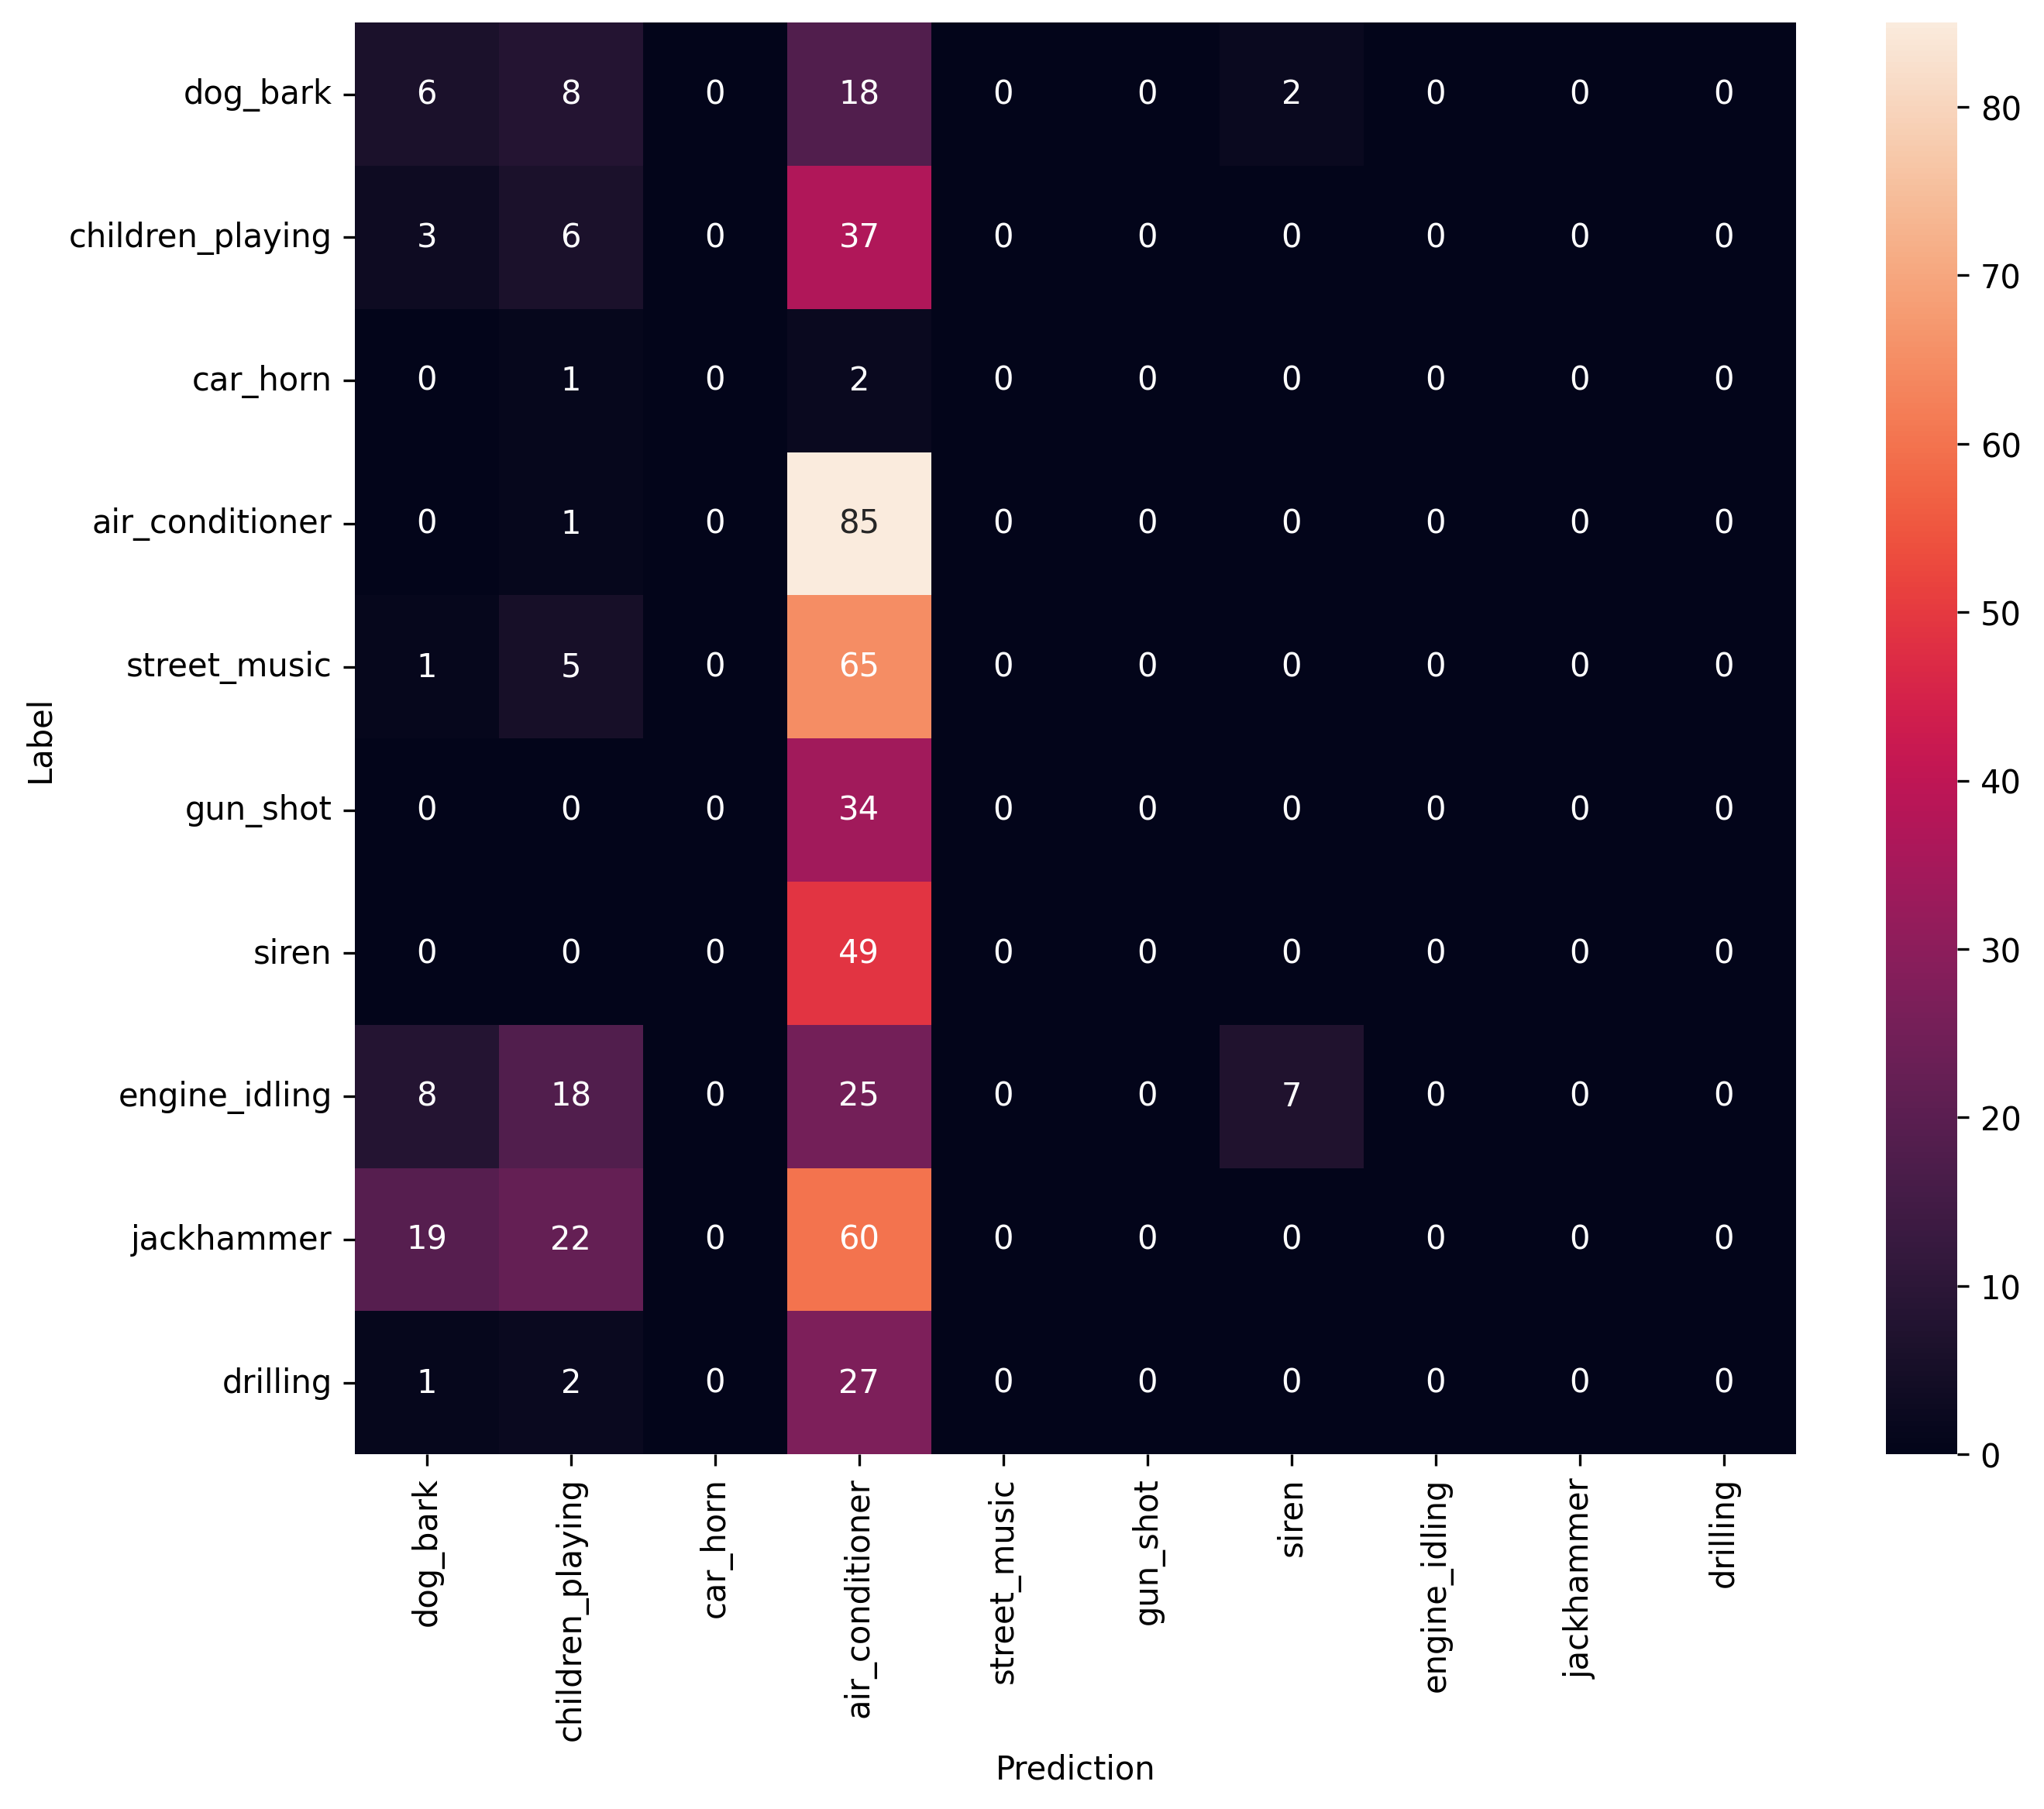 dog_bark 6 8 0 18 0 0 2 0 0 0
children_playing 3 6 0 37 0 0 0 0 0 0
car_horn 0 1 0 2 0 0 0 0 0 0
air_conditioner 0 1 0 85 0 0 0 0 0 0
street_music 1 5 0 65 0 0 0 0 0 0
gun_shot 0 0 0 34 0 0 0 0 0 0
siren 0 0 0 49 0 0 0 0 0 0
engine_idling 8 18 0 25 0 0 7 0 0 0
jackhammer 19 22 0 60 0 0 0 0 0 0
drilling 1 2 0 27 0 0 0 0 0 0
Label
dog_bark
children_playing
car_horn
air_conditioner
street_music
gun_shot
siren
engine_idling
jackhammer
drilling
Prediction
80
70
60
50
40
30
20
10
0